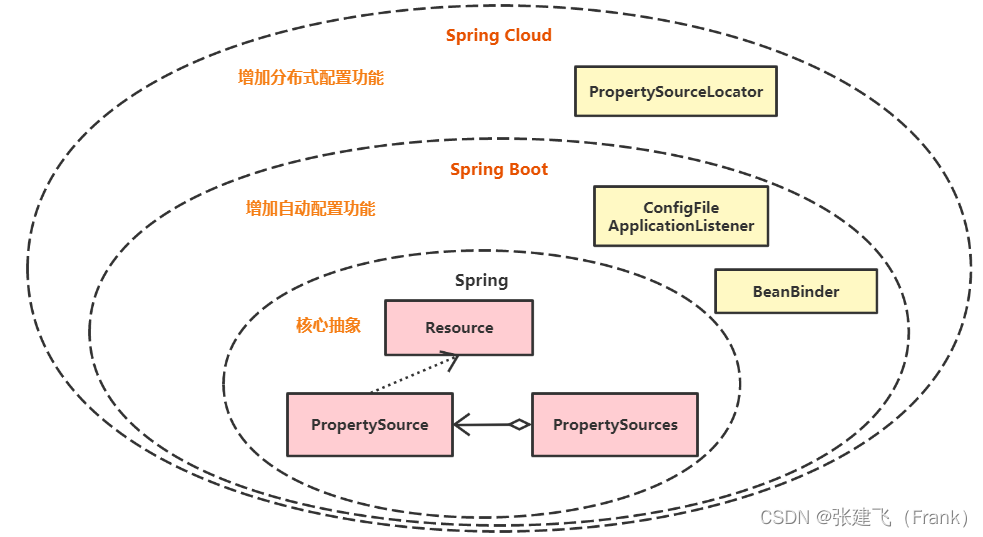 Spring Cloud
增加分布式配置功能
PropertySourceLocator
Spring Boot
增加自动配置功能
ConfigFile
ApplicationListener
BeanBinder
Spring
核心抽象
Resource
PropertySource
PropertySources
CSDN @张建飞（Frank）